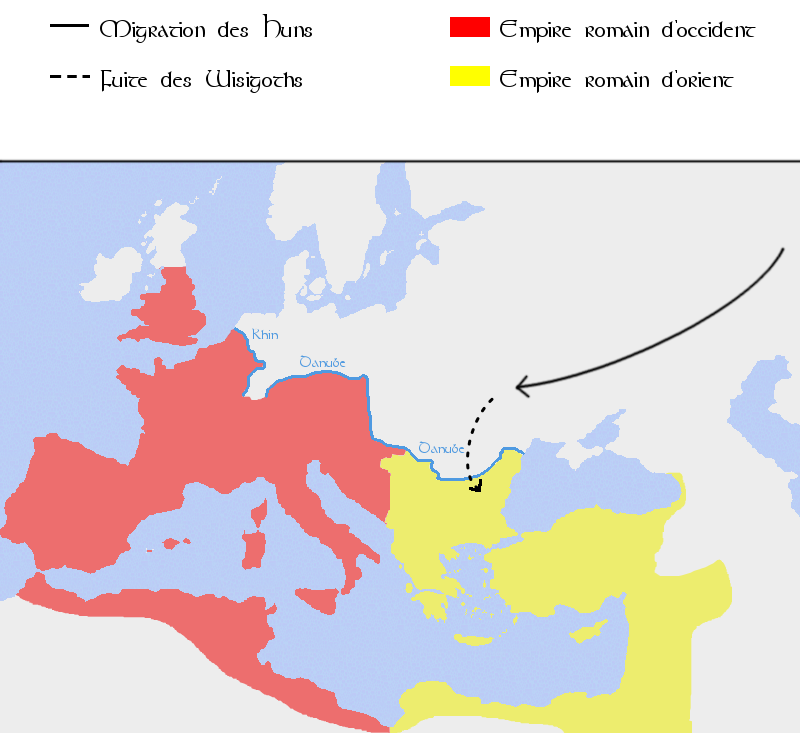 Migration des Huns
Empire romain d'occident
Fuite des Wisigoths
Empire romain d'orient
Rhin
Danube
Danube